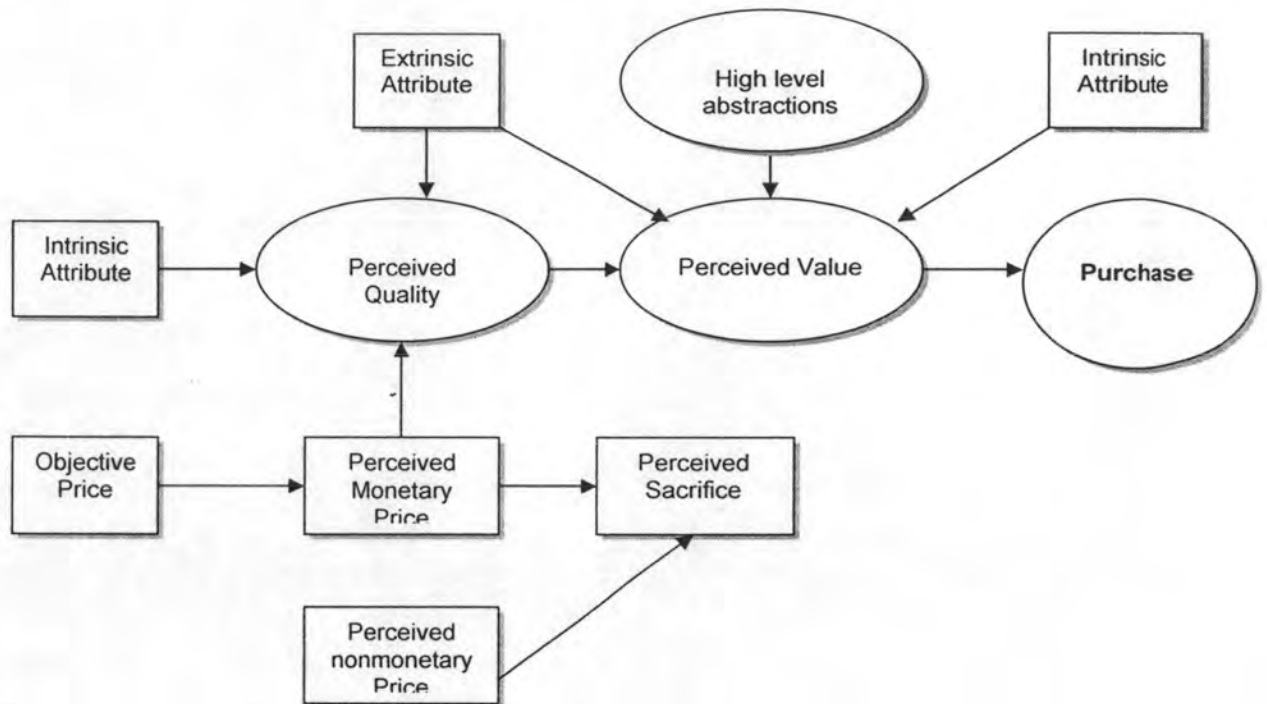 Extrinsic
Attribute
High level
abstractions
Intrinsic
Attribute
Intrinsic
Attribute
Perceived
Quality
Perceived Value
Purchase
Objective
Price
Perceived
Monetary
Price
Perceived
Sacrifice
Perceived
nonmonetary
Price